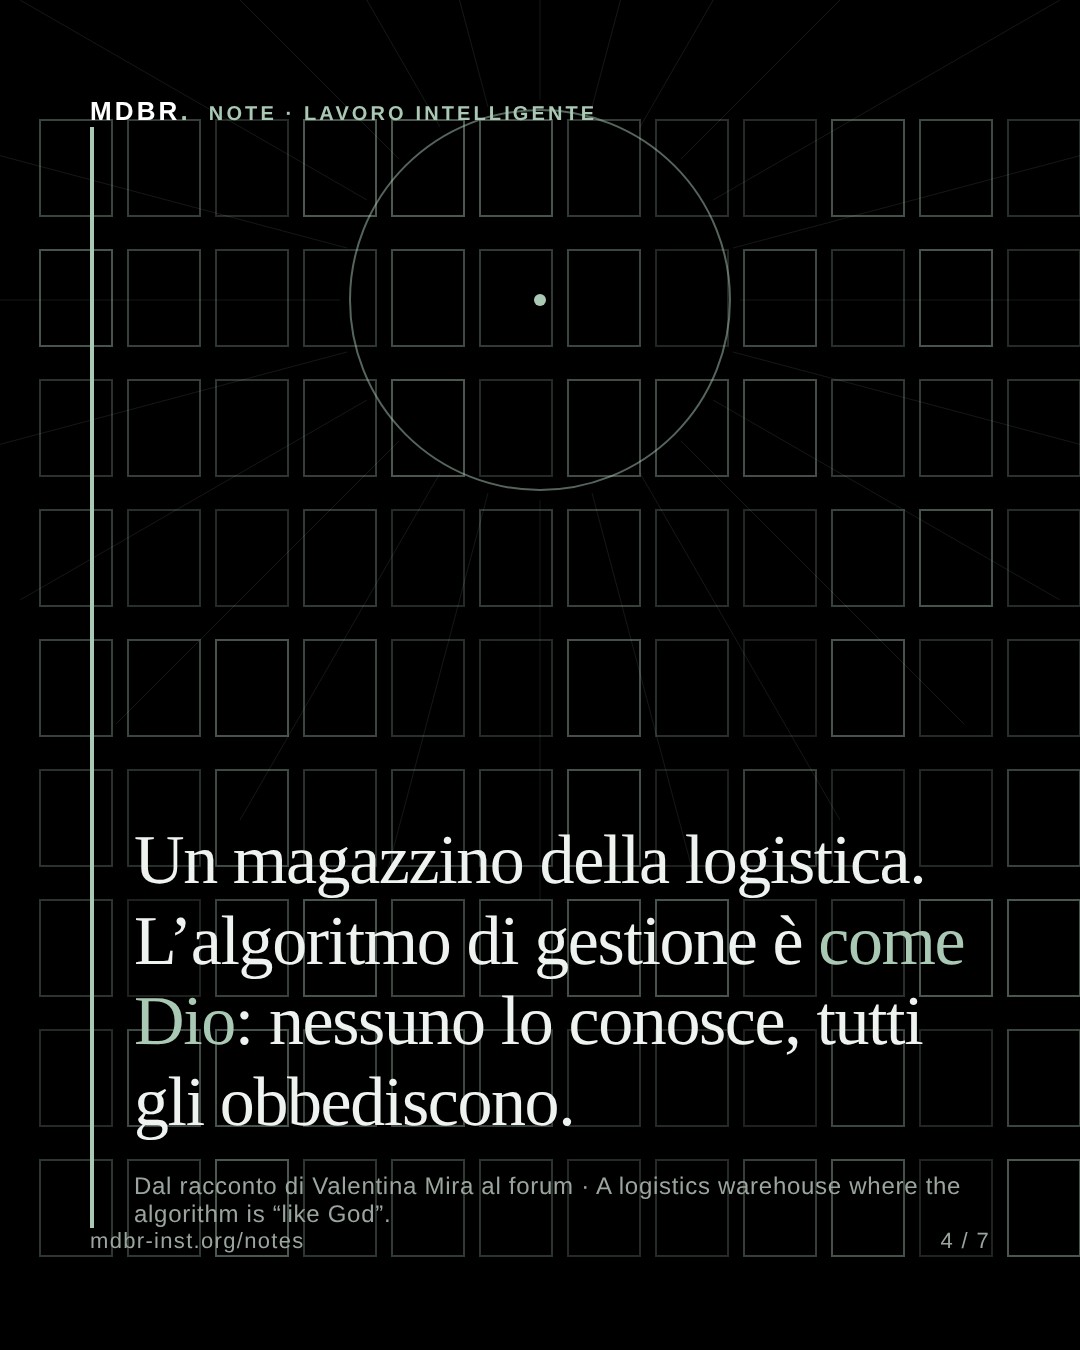 MDBR. NOTE · LAVORO INTELLIGENTE
Un magazzino della logistica.
L’algoritmo di gestione è come
Dio: nessuno lo conosce, tutti
gli obbediscono.
Dal racconto di Valentina Mira al forum · A logistics warehouse where the
algorithm is “like God”.
mdbr-inst.org/notes 4 / 7